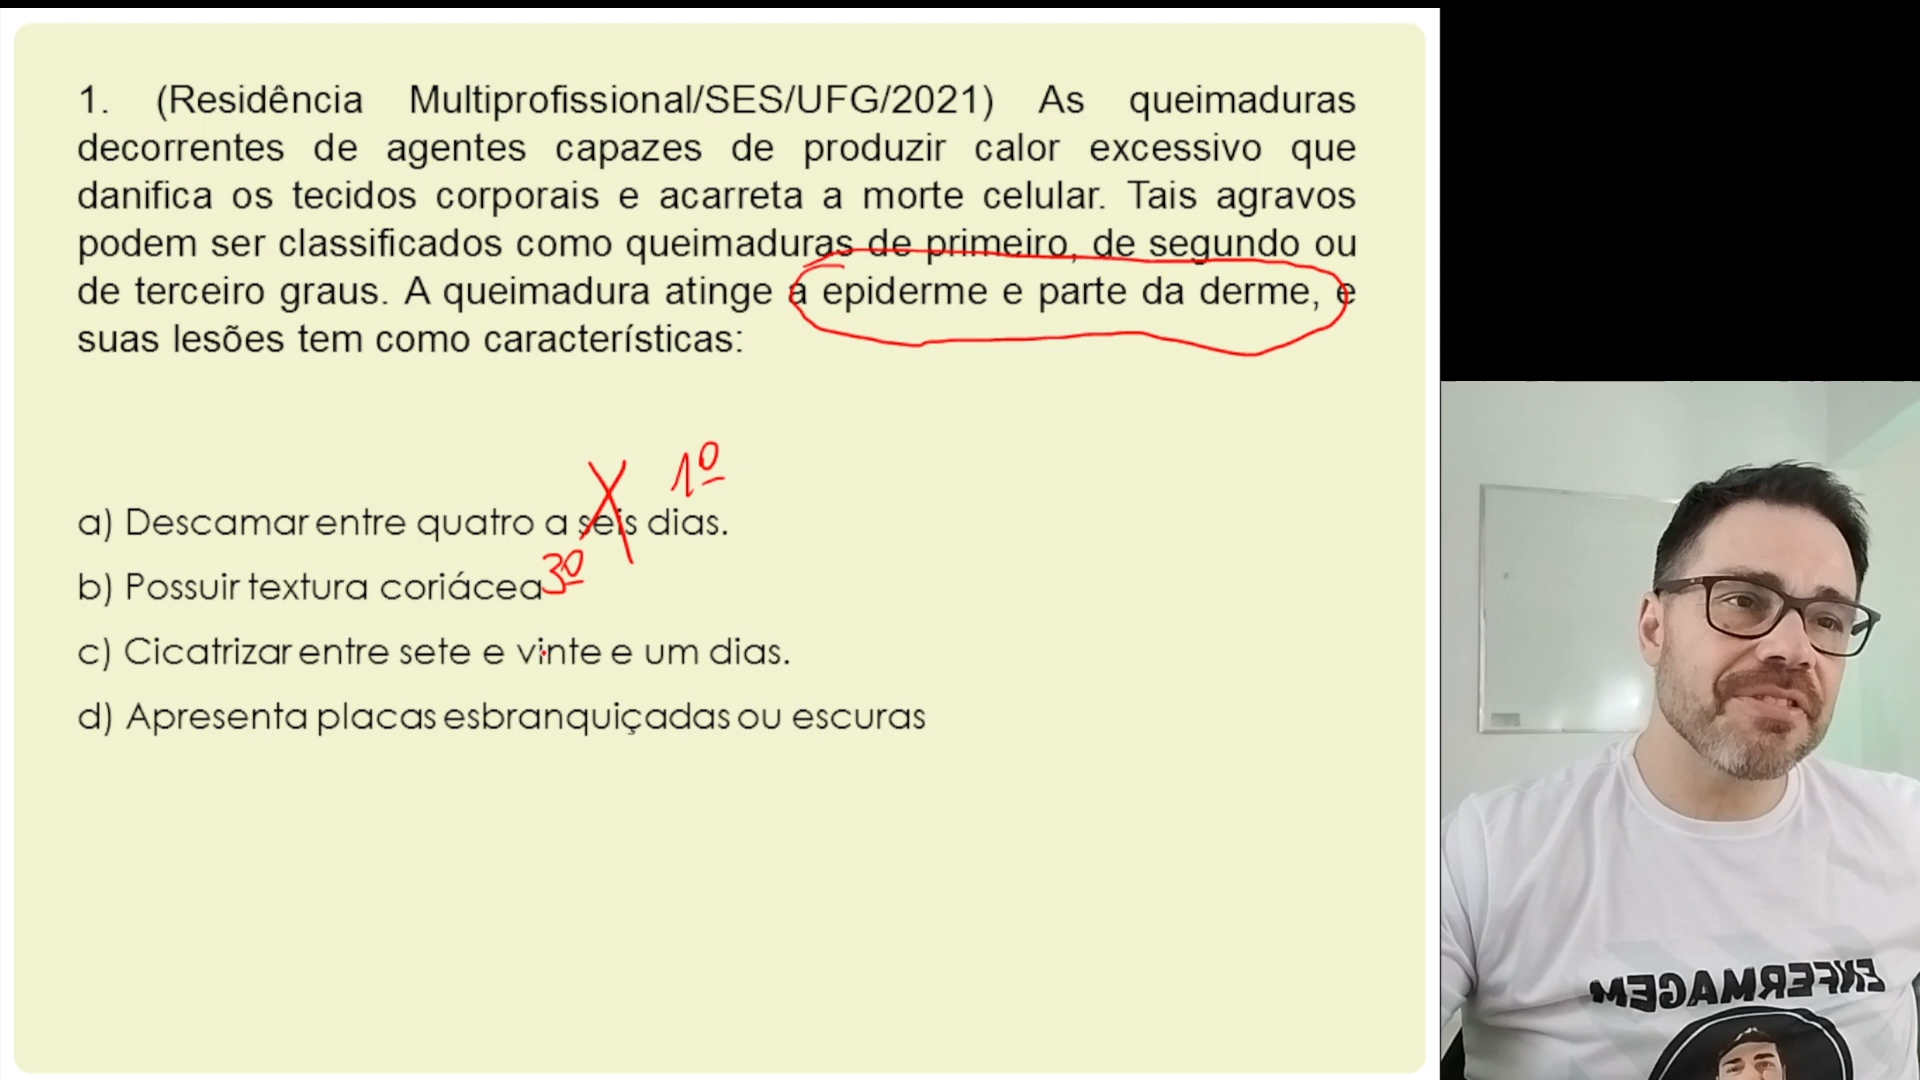 1. (Residência Multiprofissional/SES/UFG/2021) As queimaduras
decorrentes de agentes capazes de produzir calor excessivo que
danifica os tecidos corporais e acarreta a morte celular. Tais agravos
podem ser classificados como queimaduras de primeiro, de segundo ou
de terceiro graus. A queimadura atinge a epiderme e parte da derme, e
suas lesões tem como características:
1º
a) Descamar entre quatro a seis dias.
b) Possuir textura coriácea 3º
c) Cicatrizar entre sete e vinte e um dias.
d) Apresenta placas esbranquiçadas ou escuras
ENFERMAGEM